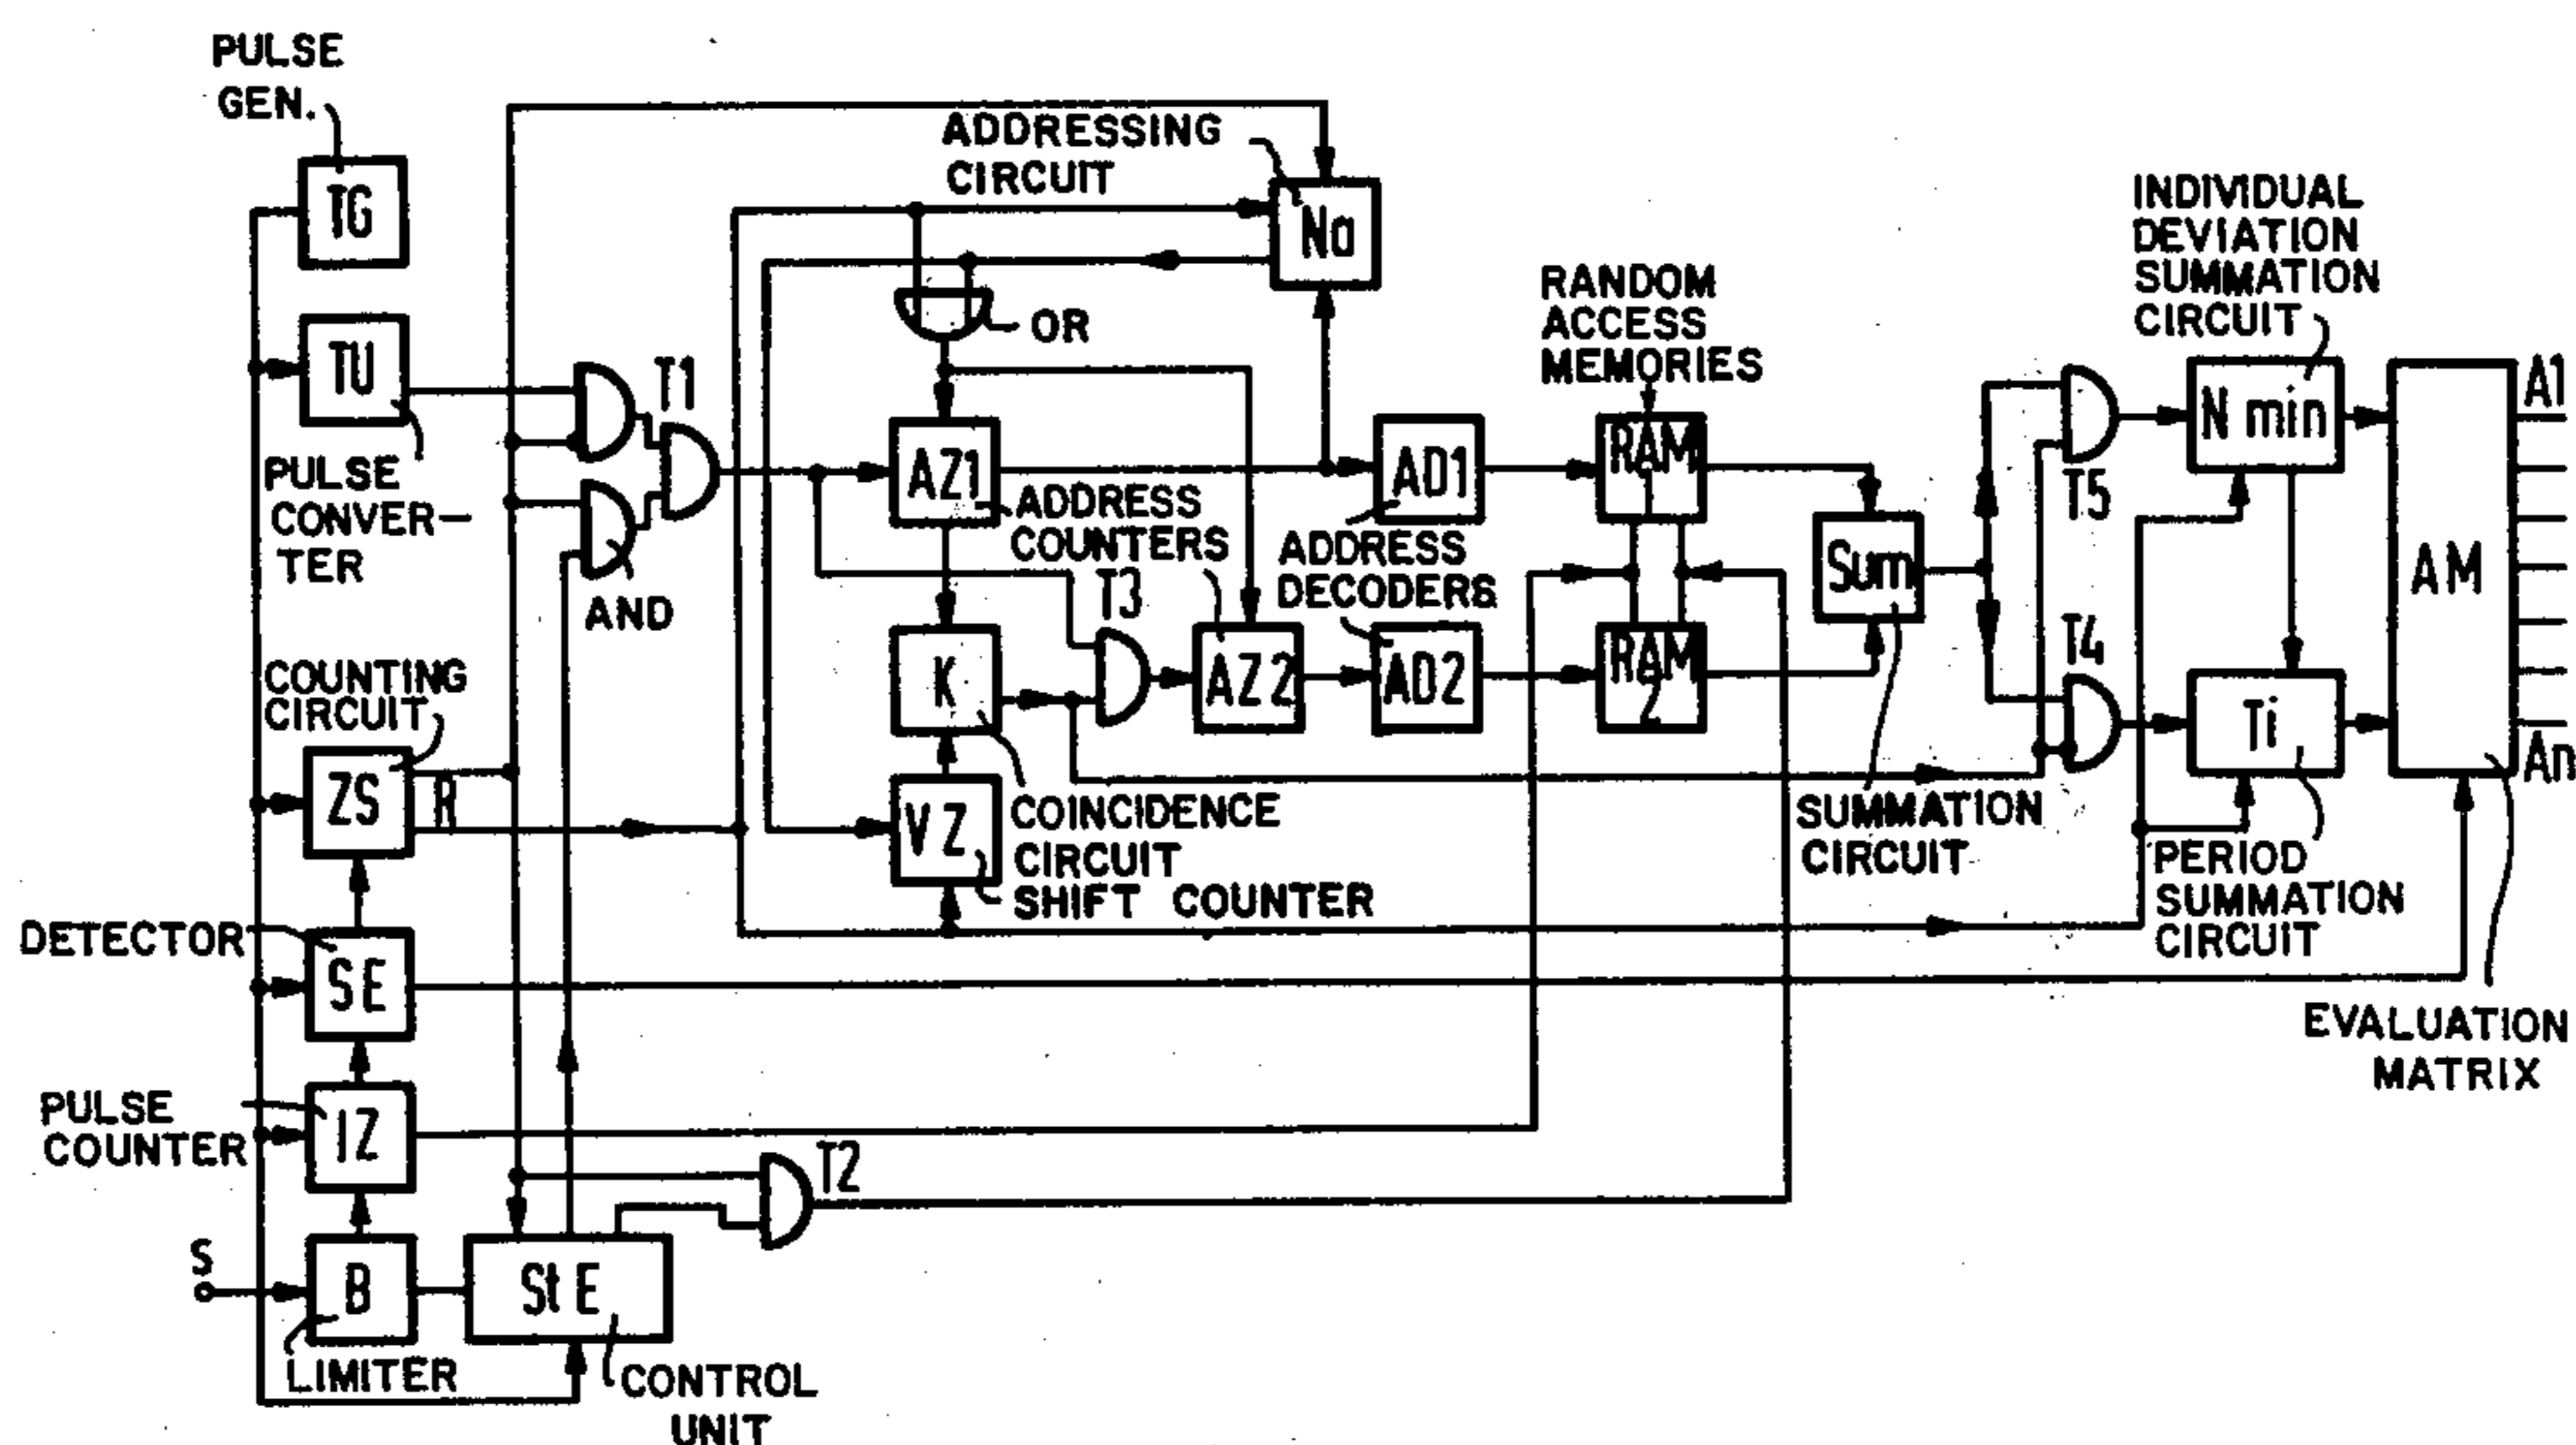 PULSE
GEN.
TG
TU
PULSE
CONVER-
TER
T1
AND
COUNTING
CIRCUIT
ZS
R
DETECTOR
SE
PULSE
COUNTER
IZ
S
B
LIMITER
StE
CONTROL
UNIT
T2
ADDRESSING
CIRCUIT
Na
OR
AZ1
ADDRESS
COUNTERS
K
COINCIDENCE
CIRCUIT
VZ
SHIFT COUNTER
T3
AZ2
AD1
ADDRESS
DECODERS
AD2
RANDOM
ACCESS
MEMORIES
RAM
1
RAM
2
Sum
SUMMATION
CIRCUIT
T5
T4
INDIVIDUAL
DEVIATION
SUMMATION
CIRCUIT
N min
Ti
PERIOD
SUMMATION
CIRCUIT
AM
A1
An
EVALUATION
MATRIX